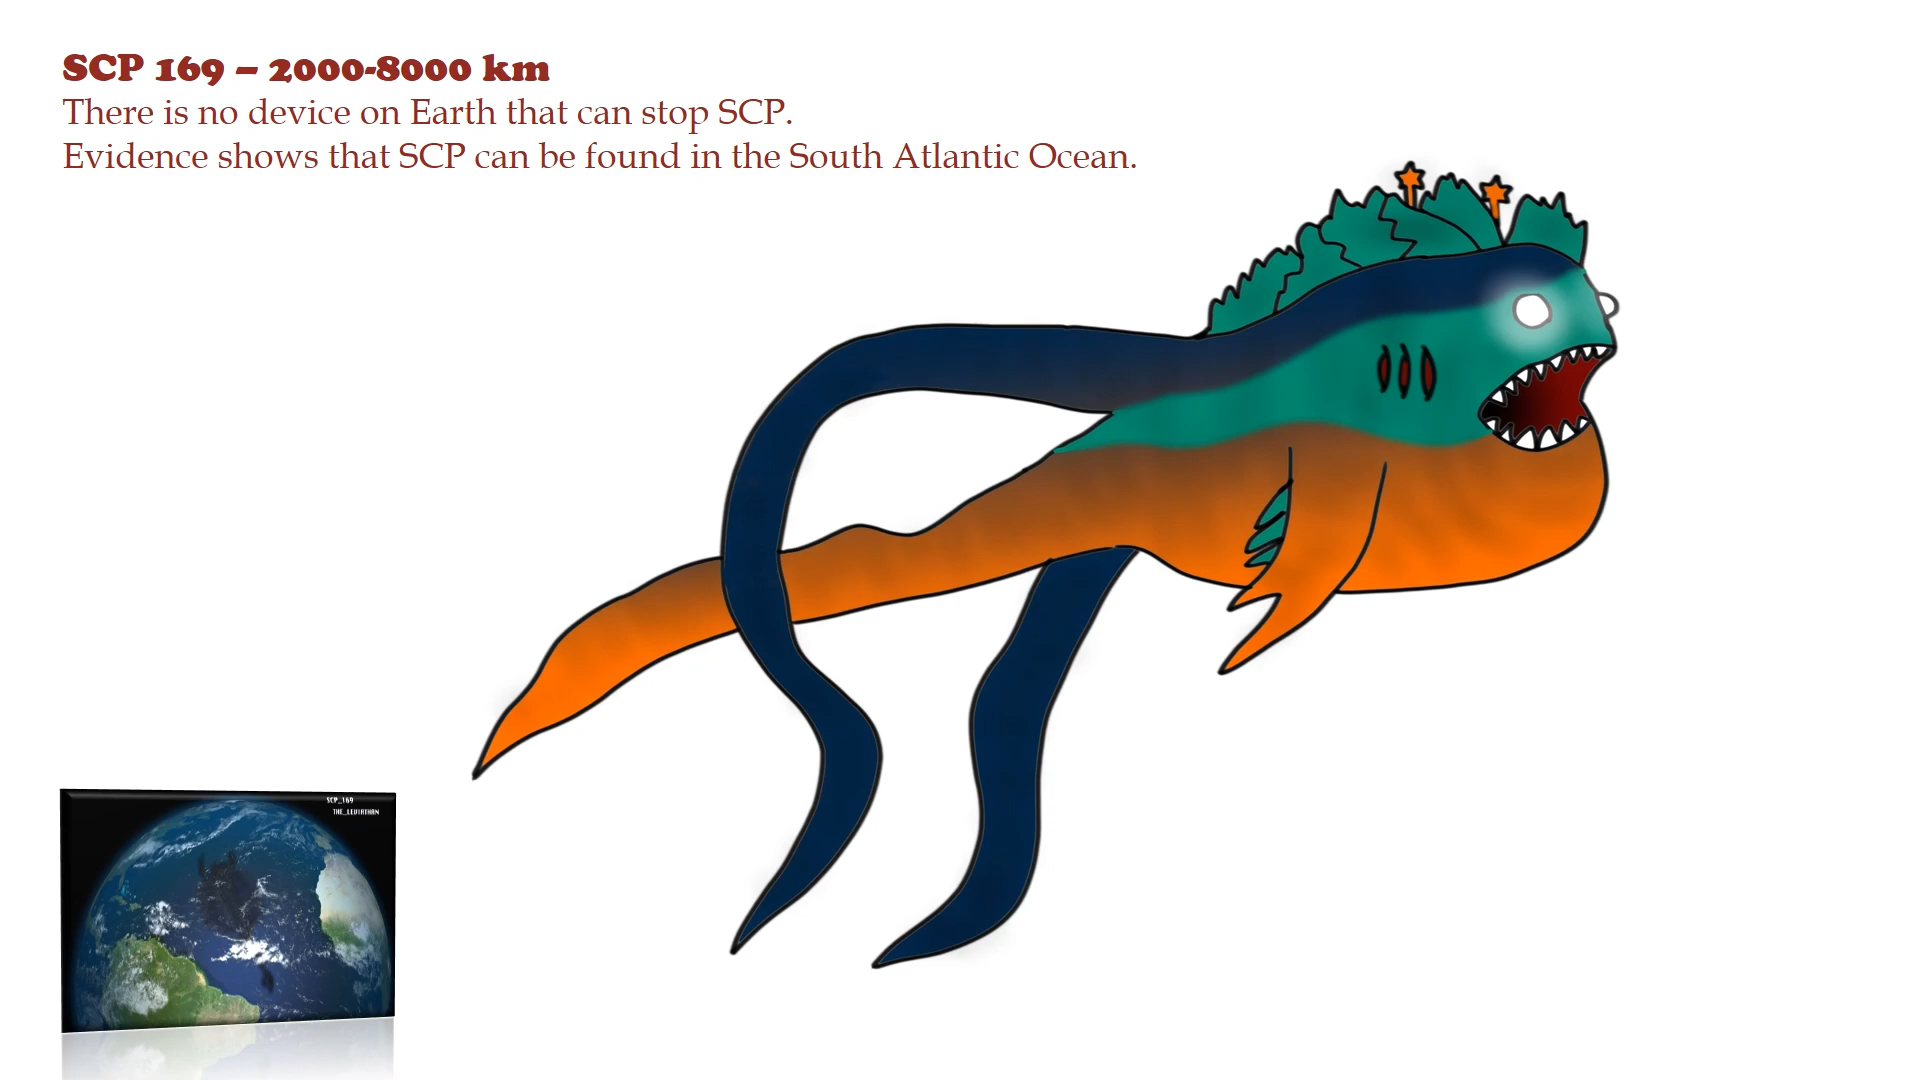 SCP 169 – 2000-8000 km
There is no device on Earth that can stop SCP.
Evidence shows that SCP can be found in the South Atlantic Ocean.
SCP_169
THE_LEVIATHAN